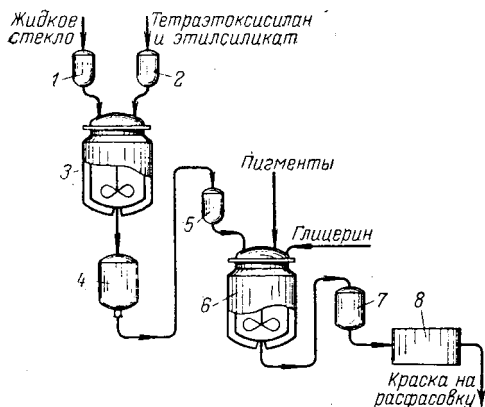 Жидкое
стекло
Тетраэтоксисилан
и этилсиликат
1
2
3
Пигменты
5
Глицерин
4
6
7
8
Краска на
расфасовку